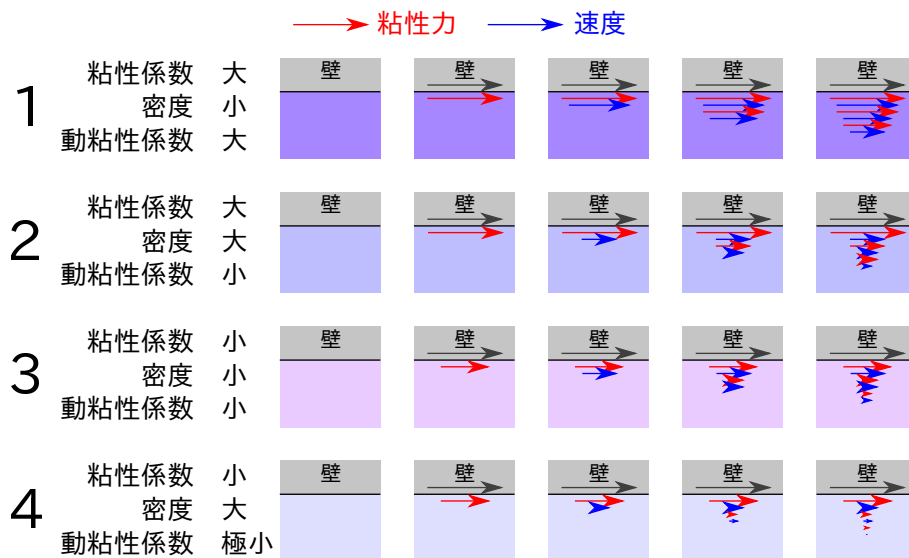 粘性力 速度
粘性係数 大 壁 壁 壁 壁 壁
1 密度 小
動粘性係数 大
粘性係数 大 壁 壁 壁 壁 壁
2 密度 大
動粘性係数 小
粘性係数 小 壁 壁 壁 壁 壁
3 密度 小
動粘性係数 小
粘性係数 小 壁 壁 壁 壁 壁
4 密度 大
動粘性係数 極小